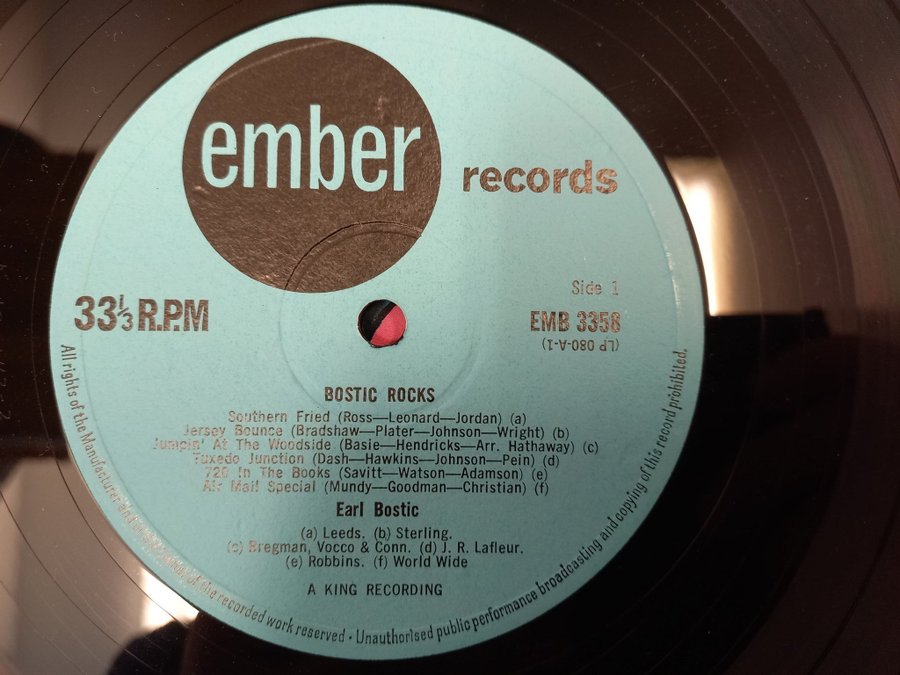 ember
records
33⅓ R.P.M
Side 1
EMB 3358
(LP 080-A-1)
BOSTIC ROCKS
Southern Fried (Ross—Leonard—Jordan) (a)
Jersey Bounce (Bradshaw—Plater—Johnson—Wright) (b)
Jumpin' At The Woodside (Basie—Hendricks—Arr. Hathaway) (c)
Tuxedo Junction (Dash—Hawkins—Johnson—Pein) (d)
720 In The Books (Savitt—Watson—Adamson) (e)
Air Mail Special (Mundy—Goodman—Christian) (f)
Earl Bostic
(a) Leeds. (b) Sterling.
(c) Bregman, Vocco & Conn. (d) J. R. Lafleur.
(e) Robbins. (f) World Wide
A KING RECORDING
All rights of the Manufacturer and of the recorded work reserved • Unauthorised public performance broadcasting and copying of this record prohibited.